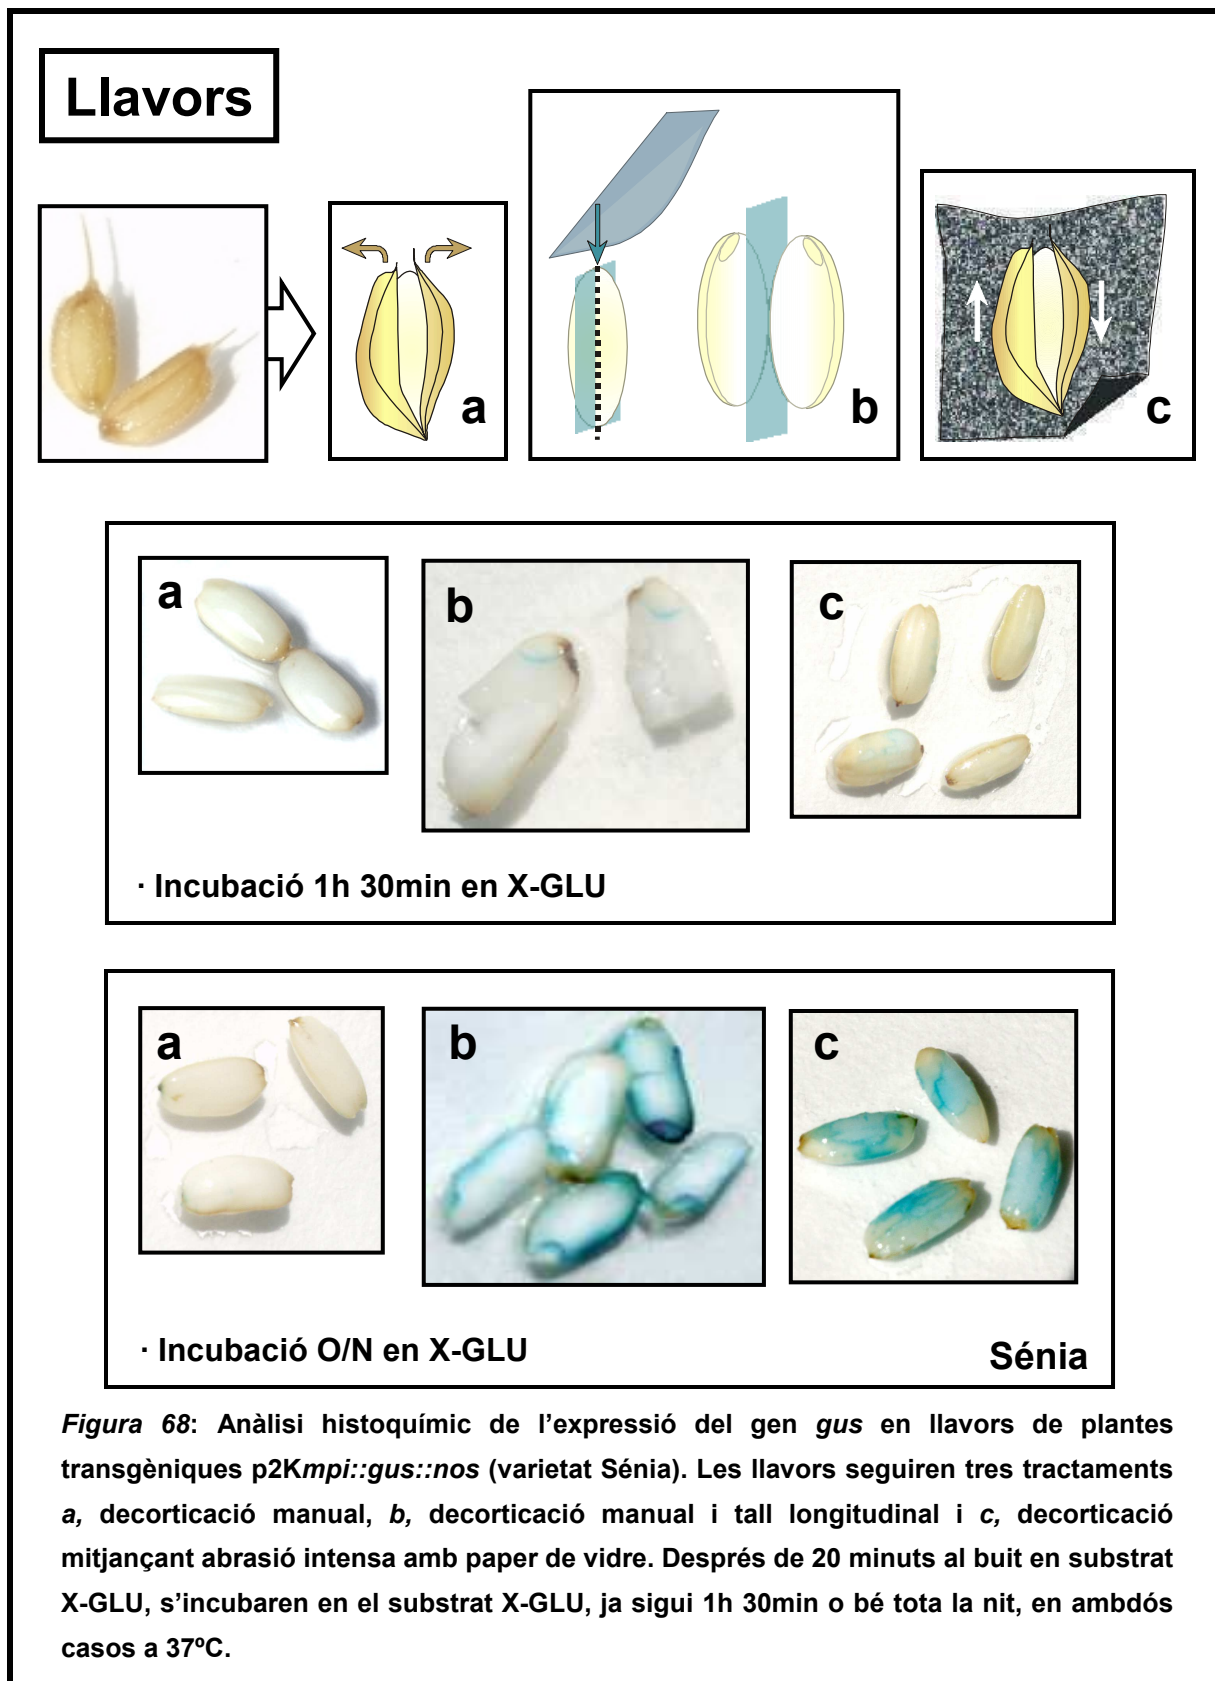 Llavors
a
b
c
a
b
c
· Incubació 1h 30min en X-GLU
a
b
c
· Incubació O/N en X-GLU
Sénia
Figura 68: Anàlisi histoquímic de l’expressió del gen gus en llavors de plantes
transgèniques p2Kmpi::gus::nos (varietat Sénia). Les llavors seguiren tres tractaments
a, decorticació manual, b, decorticació manual i tall longitudinal i c, decorticació
mitjançant abrasió intensa amb paper de vidre. Després de 20 minuts al buit en substrat
X-GLU, s’incubaren en el substrat X-GLU, ja sigui 1h 30min o bé tota la nit, en ambdós
casos a 37ºC.